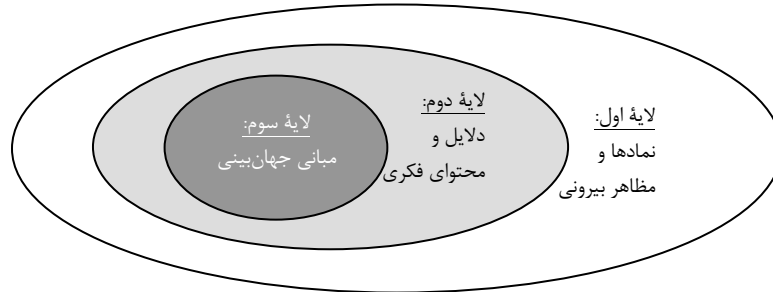 لایهٔ اول:
نمادها و
مظاهر بیرونی
لایهٔ دوم:
دلایل و
محتوای فکری
لایهٔ سوم:
مبانی جهان‌بینی